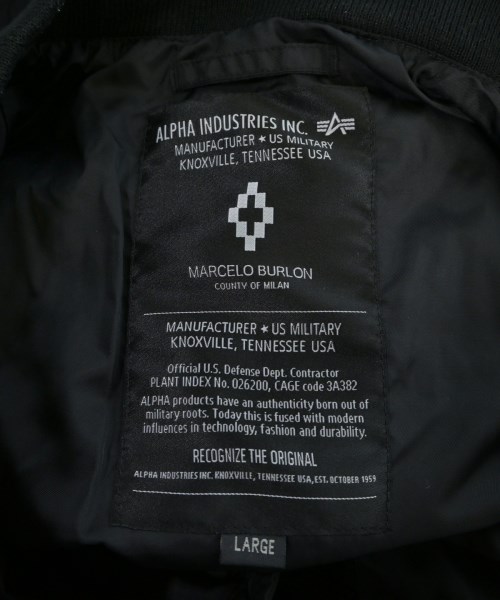 ALPHA INDUSTRIES INC.
MANUFACTURER ★ US MILITARY
KNOXVILLE, TENNESSEE USA
MARCELO BURLON
COUNTY OF MILAN
MANUFACTURER ★ US MILITARY
KNOXVILLE, TENNESSEE USA
Official U.S. Defense Dept. Contractor
PLANT INDEX No. 026200, CAGE code 3A382
ALPHA products have an authenticity born out of
military roots. Today this is fused with modern
influences in technology, fashion and durability.
RECOGNIZE THE ORIGINAL
ALPHA INDUSTRIES INC. KNOXVILLE, TENNESSEE USA,EST. OCTOBER 1959
LARGE